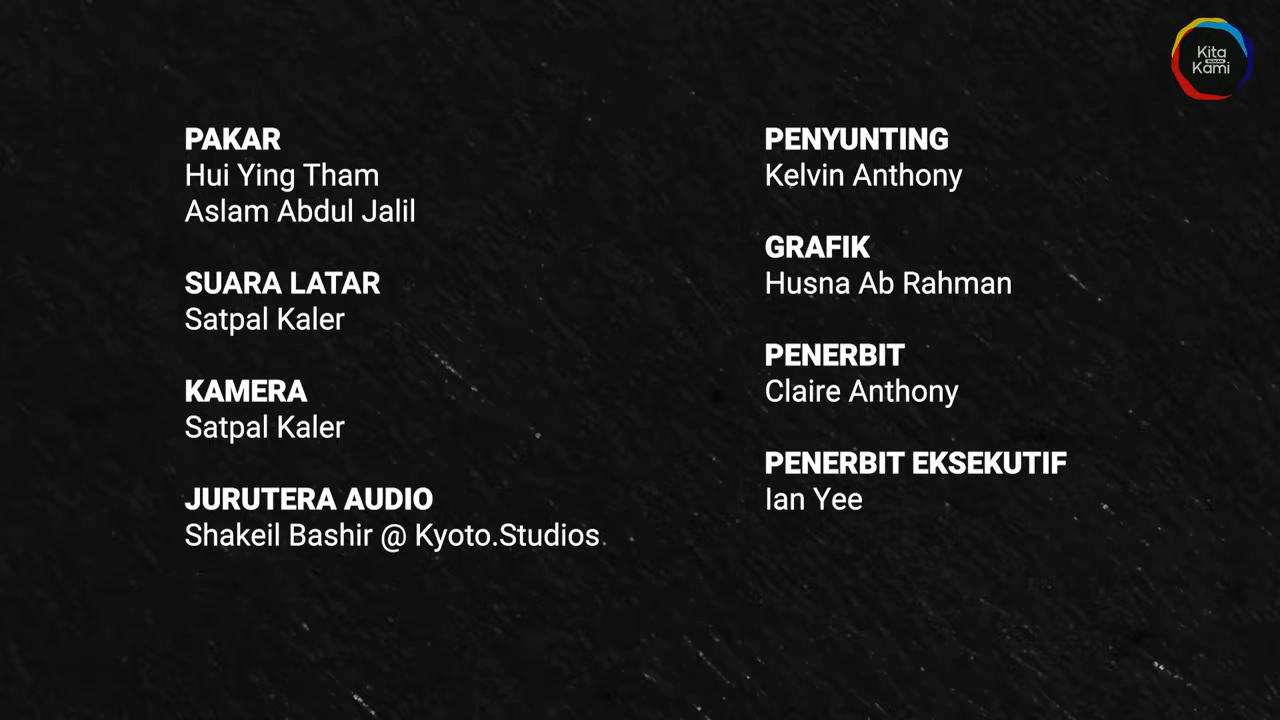 Kita
Kami
PAKAR
Hui Ying Tham
Aslam Abdul Jalil
SUARA LATAR
Satpal Kaler
KAMERA
Satpal Kaler
JURUTERA AUDIO
Shakeil Bashir @ Kyoto.Studios
PENYUNTING
Kelvin Anthony
GRAFIK
Husna Ab Rahman
PENERBIT
Claire Anthony
PENERBIT EKSEKUTIF
Ian Yee